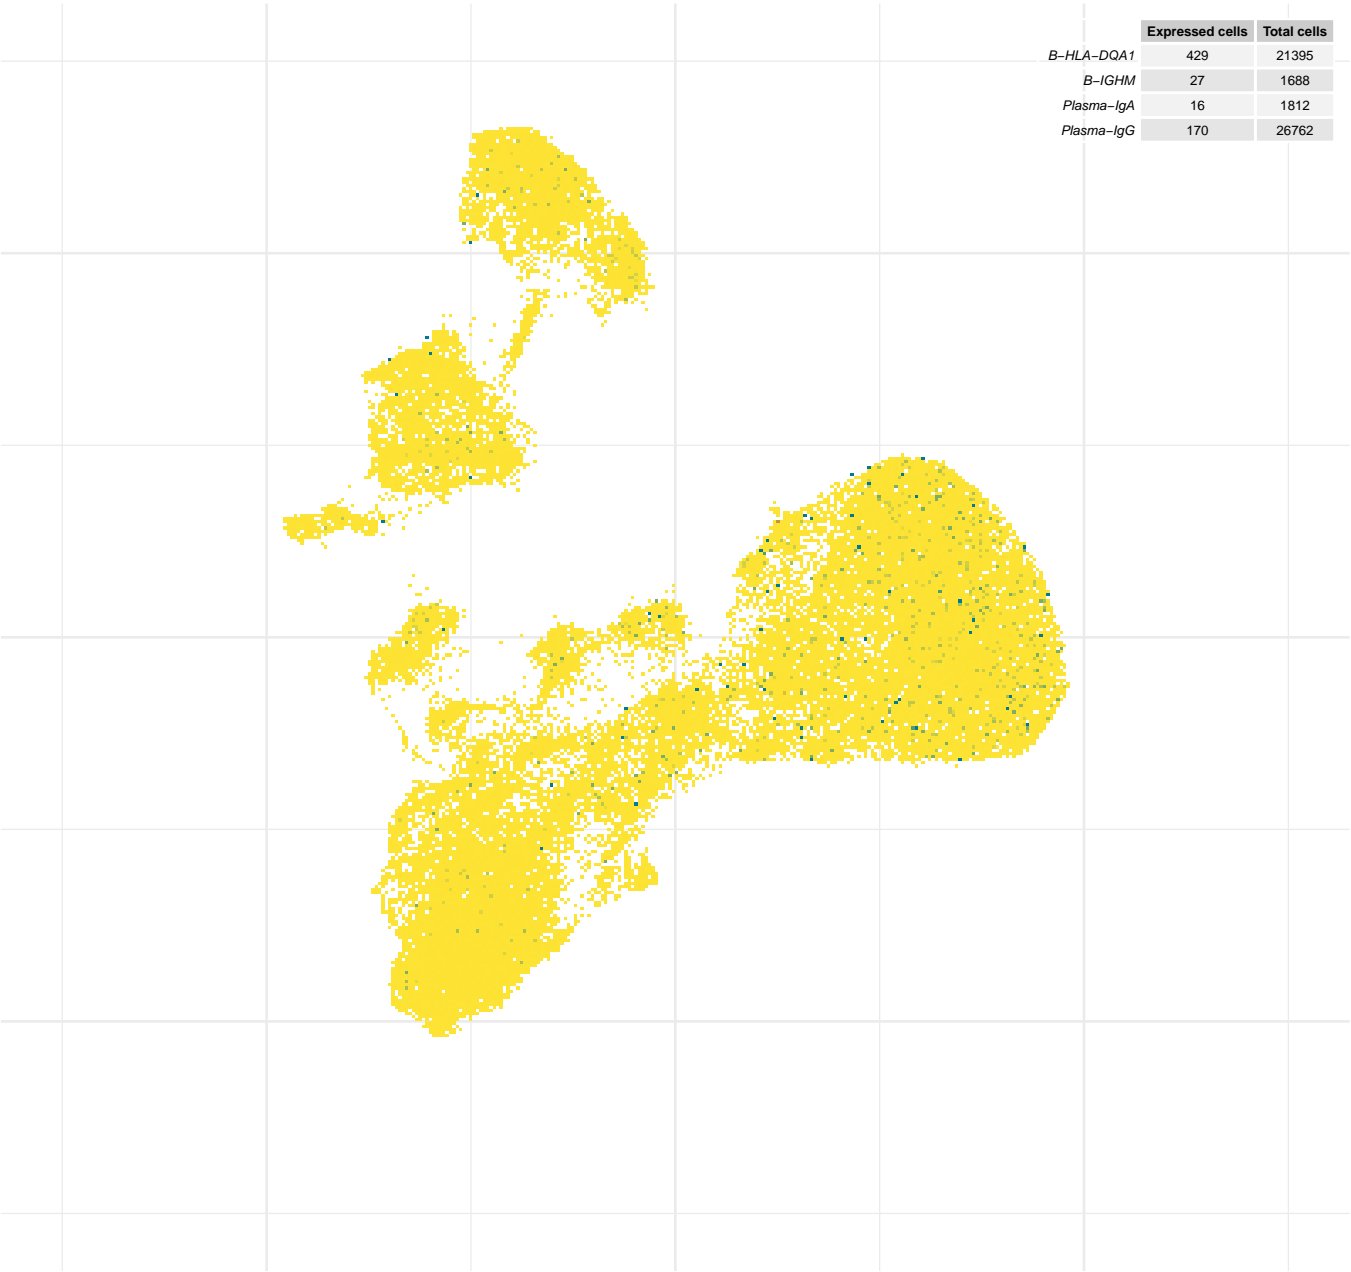 Expressed cells Total cells
B−HLA−DQA1 429 21395
B−IGHM 27 1688
Plasma−IgA 16 1812
Plasma−IgG 170 26762